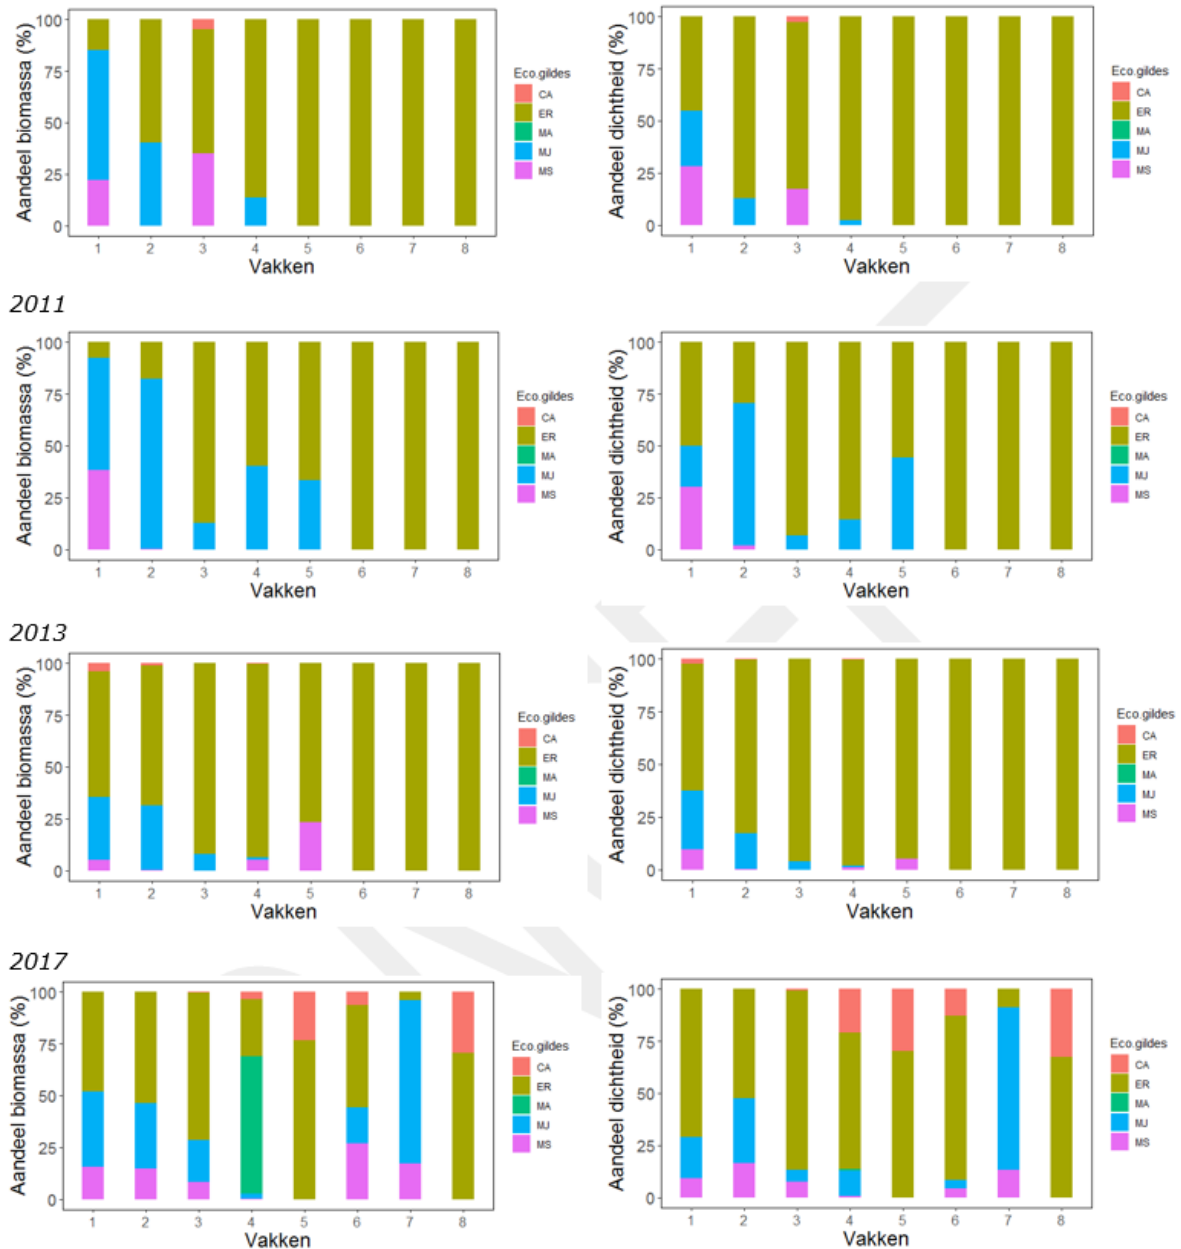 100
75
50
25
0
Aandeel biomassa (%)
1 2 3 4 5 6 7 8
Vakken
Eco.gildes
CA
ER
MA
MJ
MS
100
75
50
25
0
Aandeel dichtheid (%)
1 2 3 4 5 6 7 8
Vakken
Eco.gildes
CA
ER
MA
MJ
MS
2011
100
75
50
25
0
Aandeel biomassa (%)
1 2 3 4 5 6 7 8
Vakken
Eco.gildes
CA
ER
MA
MJ
MS
100
75
50
25
0
Aandeel dichtheid (%)
1 2 3 4 5 6 7 8
Vakken
Eco.gildes
CA
ER
MA
MJ
MS
2013
100
75
50
25
0
Aandeel biomassa (%)
1 2 3 4 5 6 7 8
Vakken
Eco.gildes
CA
ER
MA
MJ
MS
100
75
50
25
0
Aandeel dichtheid (%)
1 2 3 4 5 6 7 8
Vakken
Eco.gildes
CA
ER
MA
MJ
MS
2017
100
75
50
25
0
Aandeel biomassa (%)
1 2 3 4 5 6 7 8
Vakken
Eco.gildes
CA
ER
MA
MJ
MS
100
75
50
25
0
Aandeel dichtheid (%)
1 2 3 4 5 6 7 8
Vakken
Eco.gildes
CA
ER
MA
MJ
MS